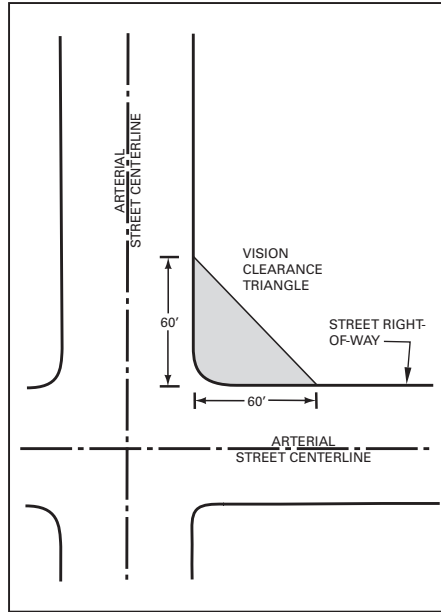 ARTERIAL
STREET CENTERLINE
VISION
CLEARANCE
TRIANGLE
60'
STREET RIGHT-
OF-WAY
60'
ARTERIAL
STREET CENTERLINE